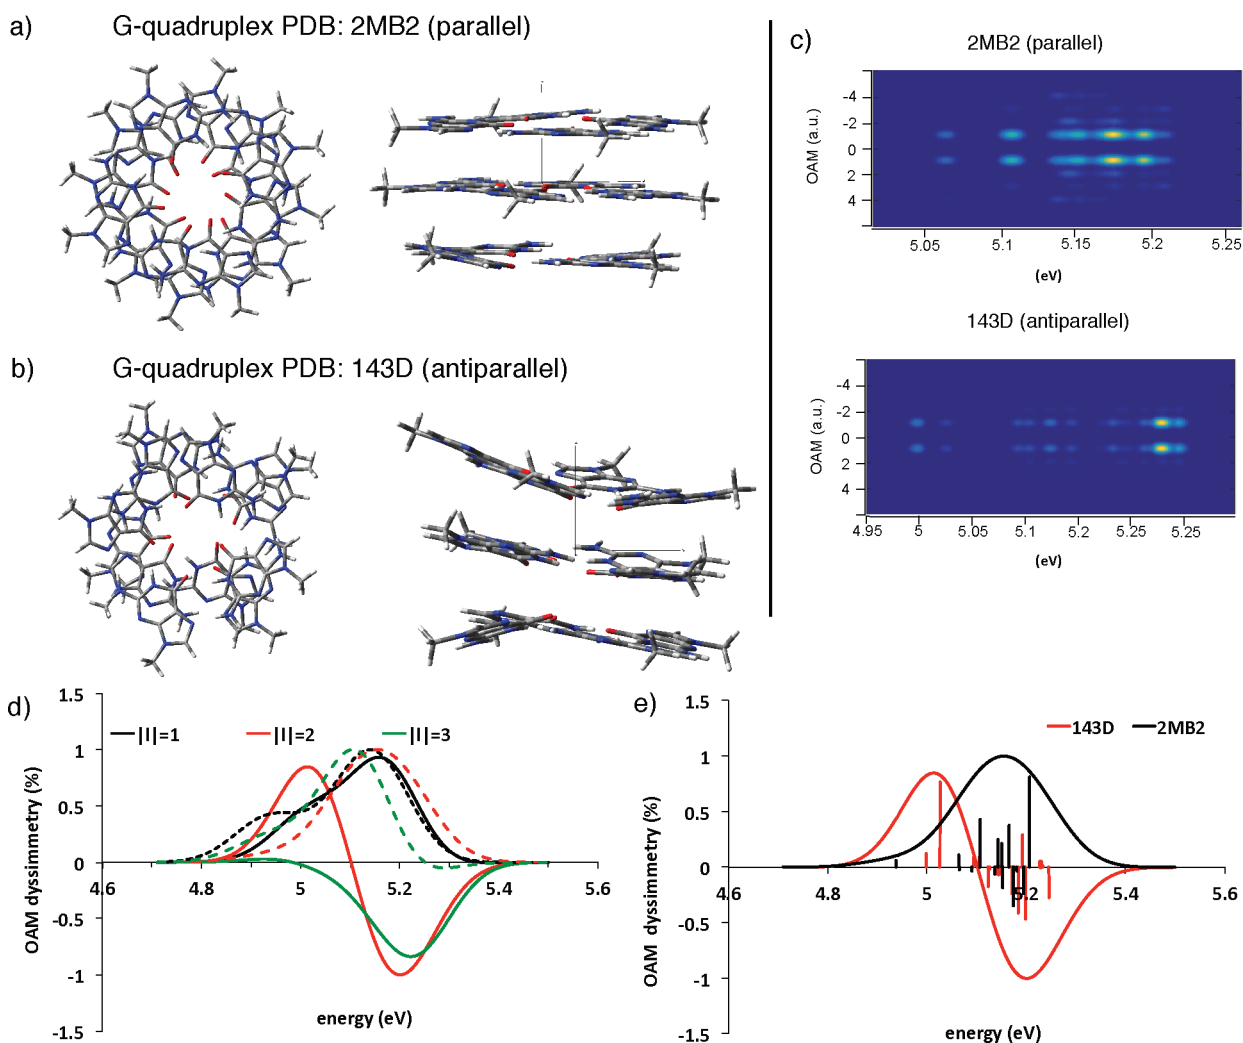 a) G-quadruplex PDB: 2MB2 (parallel)
b) G-quadruplex PDB: 143D (antiparallel)
c)
2MB2 (parallel)
OAM (a.u.)
-4
-2
0
2
4
5.05 5.1 5.15 5.2 5.25
(eV)
143D (antiparallel)
OAM (a.u.)
-4
-2
0
2
4
4.95 5 5.05 5.1 5.2 5.25 5.25
(eV)
d)
|I|=1 |I|=2 |I|=3
OAM dyssimmetry (%)
1.5
1
0.5
0
-0.5
-1
-1.5
4.6 4.8 5 5.2 5.4 5.6
energy (eV)
e)
143D 2MB2
OAM dyssimmetry (%)
1.5
1
0.5
0
-0.5
-1
-1.5
4.6 4.8 5 5.2 5.4 5.6
energy (eV)